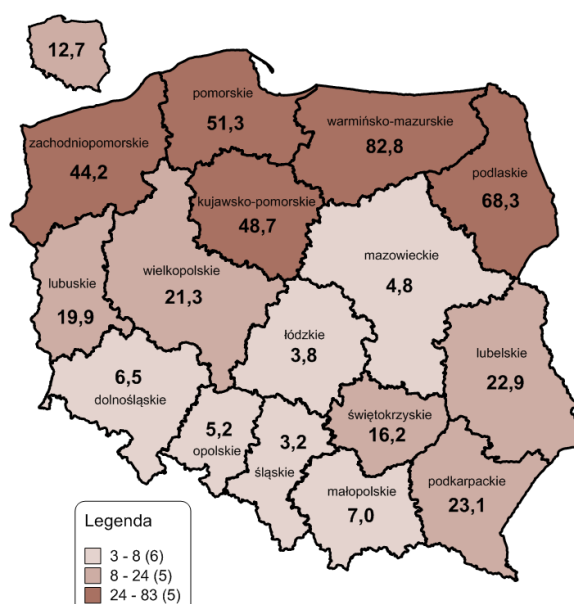 12,7
pomorskie
51,3
warmińsko-mazurskie
82,8
zachodniopomorskie
44,2
podlaskie
68,3
kujawsko-pomorskie
48,7
mazowieckie
4,8
wielkopolskie
21,3
lubuskie
19,9
łódzkie
3,8
lubelskie
22,9
6,5
dolnośląskie
świętokrzyskie
16,2
5,2
opolskie
3,2
śląskie
małopolskie
7,0
podkarpackie
23,1
Legenda
3 - 8 (6)
8 - 24 (5)
24 - 83 (5)